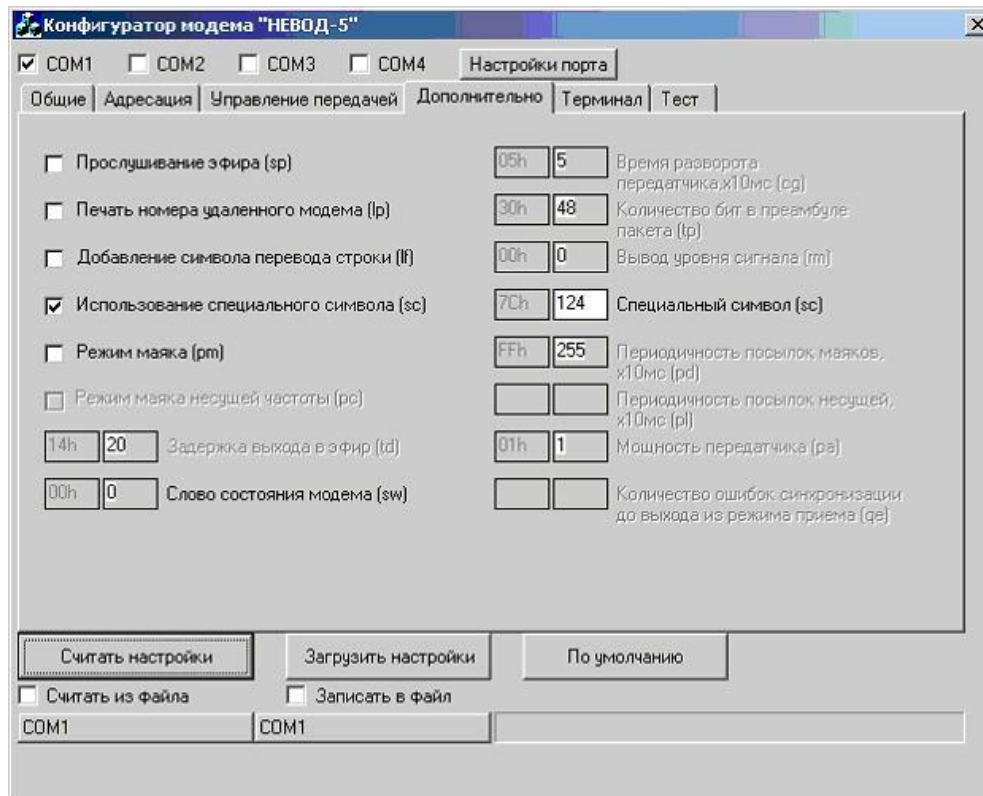 Конфигуратор модема "НЕВОД-5"
COM1 COM2 COM3 COM4 Настройки порта
Общие Адресация Управление передачей Дополнительно Терминал Тест
Прослушивание эфира (sp)
05h 5 Время разворота
передатчика,x10мс (cg)
Печать номера удаленного модема (lp)
30h 48 Количество бит в преамбуле
пакета (tp)
Добавление символа перевода строки (lf)
00h 0 Вывод уровня сигнала (rm)
Использование специального символа (sc)
7Ch 124 Специальный символ (sc)
Режим маяка (pm)
FFh 255 Периодичность посылок маяков,
x10мс (pd)
Режим маяка несущей частоты (pc)
Периодичность посылок несущей,
x10мс (pl)
14h 20 Задержка выхода в эфир (td)
01h 1 Мощность передатчика (pa)
00h 0 Слово состояния модема (sw)
Количество ошибок синхронизации
до выхода из режима приема (qe)
Считать настройки Загрузить настройки По умолчанию
Считать из файла Записать в файл
COM1 COM1